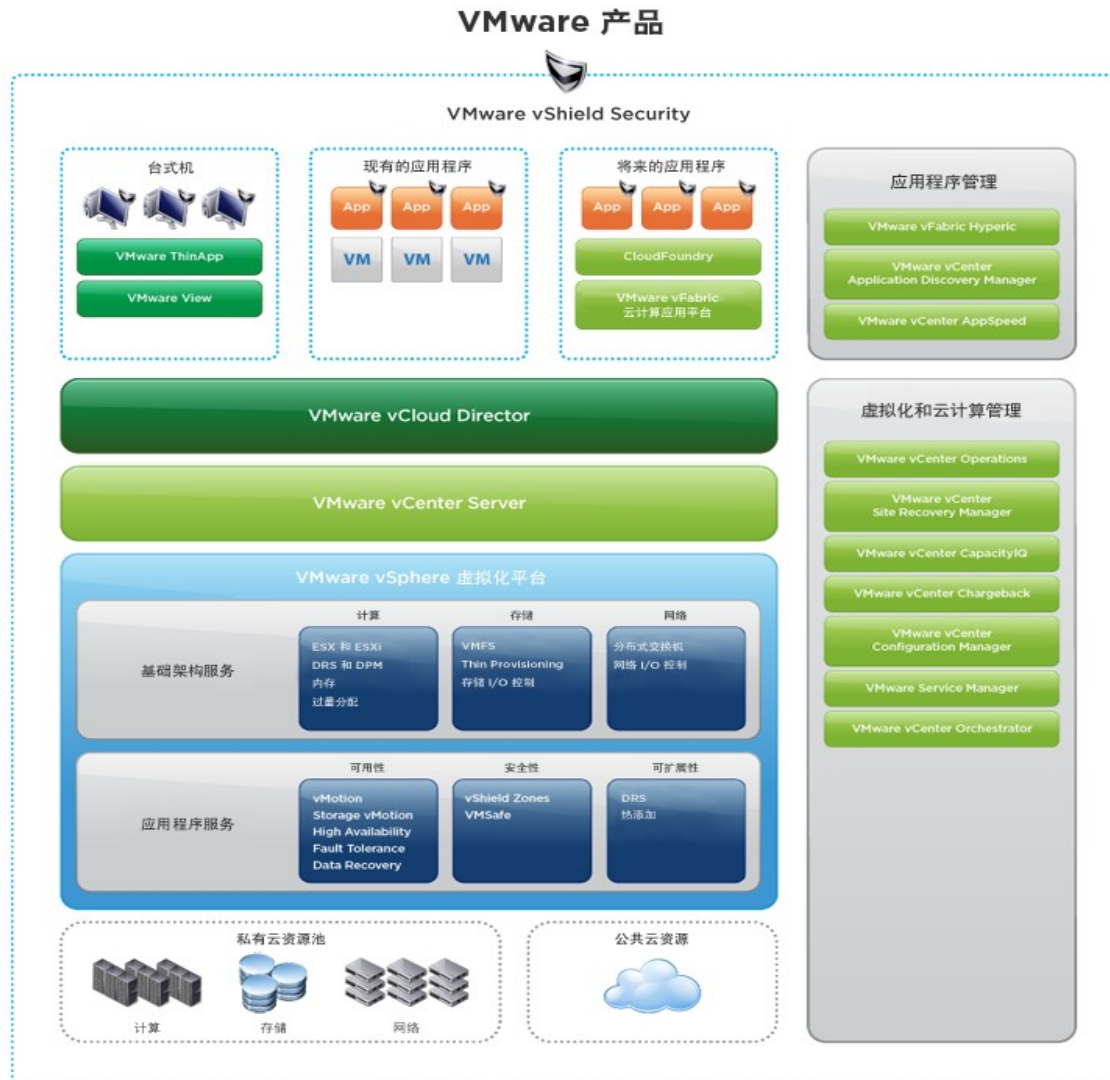 VMware 产品
VMware vShield Security
台式机
VMware ThinApp
VMware View
现有的应用程序
App
App
App
VM
VM
VM
将来的应用程序
App
App
App
CloudFoundry
VMware vFabric
云计算应用平台
应用程序管理
VMware vFabric Hyperic
VMware vCenter
Application Discovery Manager
VMware vCenter AppSpeed
VMware vCloud Director
VMware vCenter Server
VMware vSphere 虚拟化平台
基础架构服务
计算
ESX 和 ESXi
DRS 和 DPM
内存
过量分配
存储
VMFS
Thin Provisioning
存储 I/O 控制
网络
分布式交换机
网络 I/O 控制
应用程序服务
可用性
vMotion
Storage vMotion
High Availability
Fault Tolerance
Data Recovery
安全性
vShield Zones
VMSafe
可扩展性
DRS
热添加
虚拟化和云计算管理
VMware vCenter Operations
VMware vCenter
Site Recovery Manager
VMware vCenter CapacityIQ
VMware vCenter Chargeback
VMware vCenter
Configuration Manager
VMware Service Manager
VMware vCenter Orchestrator
私有云资源池
计算
存储
网络
公共云资源